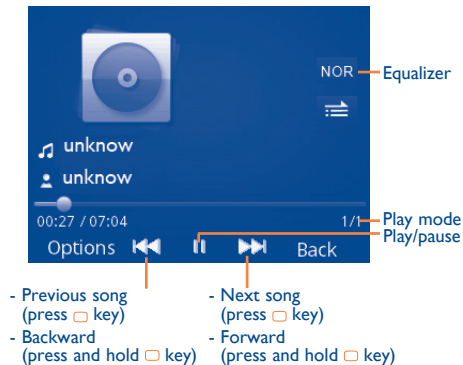 NOR
Equalizer
unknow
unknow
00:27 / 07:04
1/1
Play mode
Play/pause
Options
Back
- Previous song
(press key)
- Backward
(press and hold key)
- Next song
(press key)
- Forward
(press and hold key)